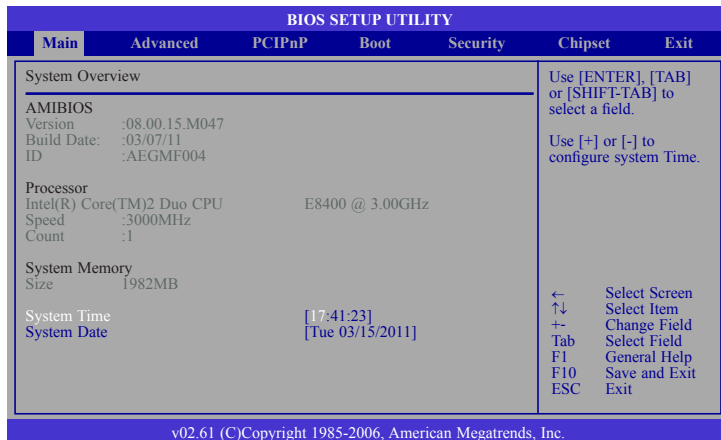 BIOS SETUP UTILITY
Main Advanced PCIPnP Boot Security Chipset Exit
System Overview
AMIBIOS
Version :08.00.15.M047
Build Date: :03/07/11
ID :AEGMF004
Processor
Intel(R) Core(TM)2 Duo CPU E8400 @ 3.00GHz
Speed :3000MHz
Count :1
System Memory
Size 1982MB
System Time [17:41:23]
System Date [Tue 03/15/2011]
Use [ENTER], [TAB]
or [SHIFT-TAB] to
select a field.
Use [+] or [-] to
configure system Time.
← Select Screen
↑↓ Select Item
+- Change Field
Tab Select Field
F1 General Help
F10 Save and Exit
ESC Exit
v02.61 (C)Copyright 1985-2006, American Megatrends, Inc.